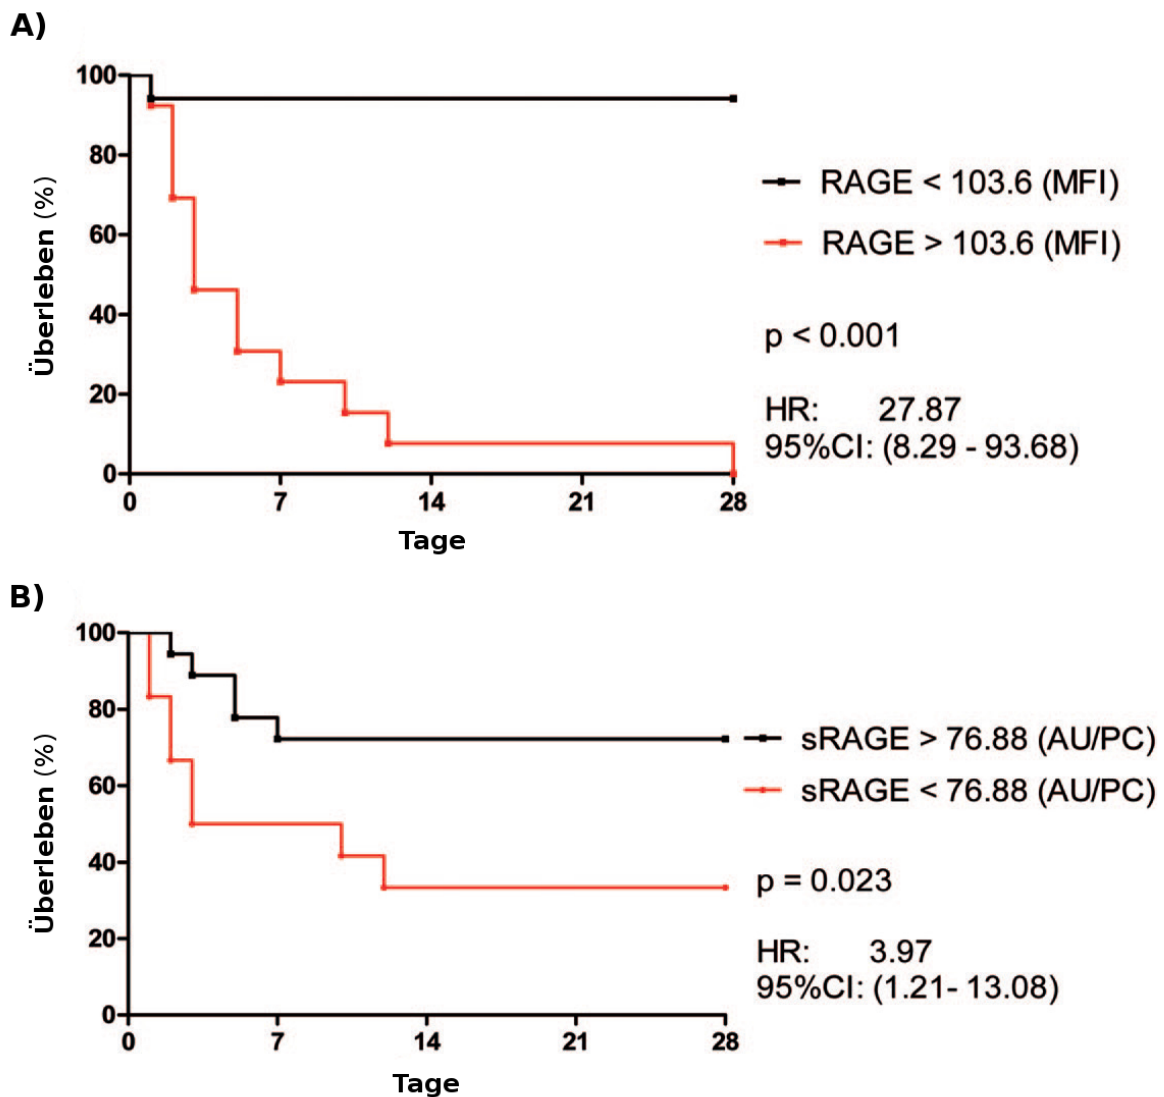 A)
100
80
60
40
20
0
Überleben (%)
0 7 14 21 28
Tage
RAGE < 103.6 (MFI)
RAGE > 103.6 (MFI)
p < 0.001
HR: 27.87
95%CI: (8.29 - 93.68)
B)
100
80
60
40
20
0
Überleben (%)
0 7 14 21 28
Tage
sRAGE > 76.88 (AU/PC)
sRAGE < 76.88 (AU/PC)
p = 0.023
HR: 3.97
95%CI: (1.21- 13.08)